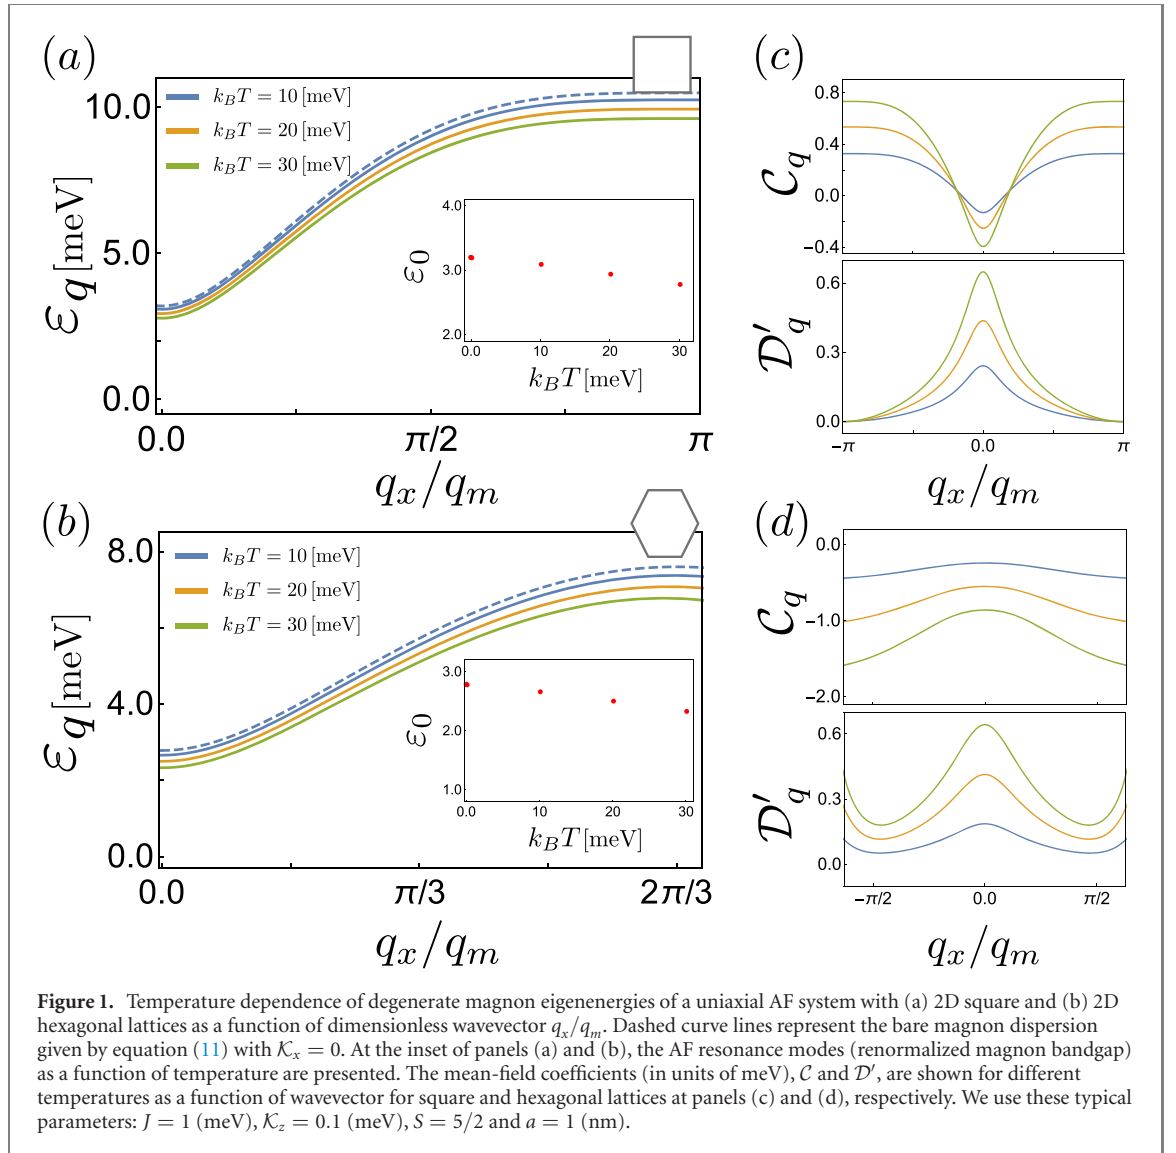 (a)
10.0
5.0
0.0
ℰq [meV]
k_BT = 10 [meV]
k_BT = 20 [meV]
k_BT = 30 [meV]
4.0
3.0
2.0
ε0
0.0 10 20 30
k_BT [meV]
0.0 π/2 π
q_x/q_m
(c)
0.8
0.4
0.0
−0.4
𝒞q
0.6
0.3
0.0
𝒟′q
−π 0.0 π
q_x/q_m
(b)
8.0
4.0
0.0
ℰq [meV]
k_BT = 10 [meV]
k_BT = 20 [meV]
k_BT = 30 [meV]
3.0
2.0
1.0
ε0
0.0 10 20 30
k_BT [meV]
0.0 π/3 2π/3
q_x/q_m
(d)
0.0
−1.0
−2.0
𝒞q
0.6
0.3
0.0
𝒟′q
−π/2 0.0 π/2
q_x/q_m
Figure 1. Temperature dependence of degenerate magnon eigenenergies of a uniaxial AF system with (a) 2D square and (b) 2D
hexagonal lattices as a function of dimensionless wavevector q_x/q_m. Dashed curve lines represent the bare magnon dispersion
given by equation (11) with 𝒦_x = 0. At the inset of panels (a) and (b), the AF resonance modes (renormalized magnon bandgap)
as a function of temperature are presented. The mean-field coefficients (in units of meV), 𝒞 and 𝒟′, are shown for different
temperatures as a function of wavevector for square and hexagonal lattices at panels (c) and (d), respectively. We use these typical
parameters: J = 1 (meV), 𝒦_z = 0.1 (meV), S = 5/2 and a = 1 (nm).